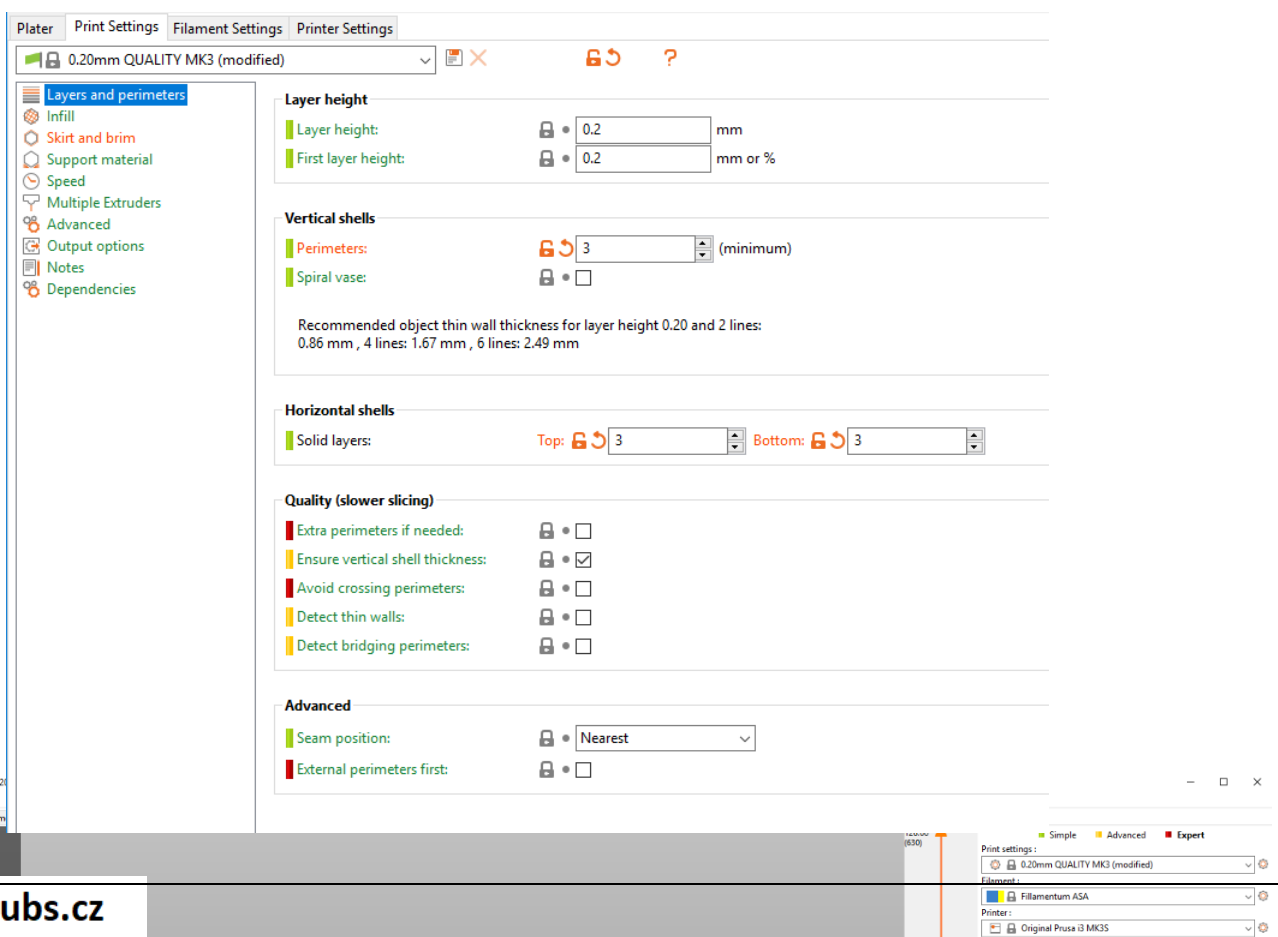 Plater Print Settings Filament Settings Printer Settings
0.20mm QUALITY MK3 (modified) ?
Layers and perimeters
Infill
Skirt and brim
Support material
Speed
Multiple Extruders
Advanced
Output options
Notes
Dependencies
Layer height
Layer height: 0.2 mm
First layer height: 0.2 mm or %
Vertical shells
Perimeters: 3 (minimum)
Spiral vase:
Recommended object thin wall thickness for layer height 0.20 and 2 lines:
0.86 mm , 4 lines: 1.67 mm , 6 lines: 2.49 mm
Horizontal shells
Solid layers: Top: 3 Bottom: 3
Quality (slower slicing)
Extra perimeters if needed:
Ensure vertical shell thickness:
Avoid crossing perimeters:
Detect thin walls:
Detect bridging perimeters:
Advanced
Seam position: Nearest
External perimeters first:
(630)
Simple Advanced Expert
Print settings :
0.20mm QUALITY MK3 (modified)
Filament :
Fillamentum ASA
Printer :
Original Prusa i3 MK3S
ubs.cz